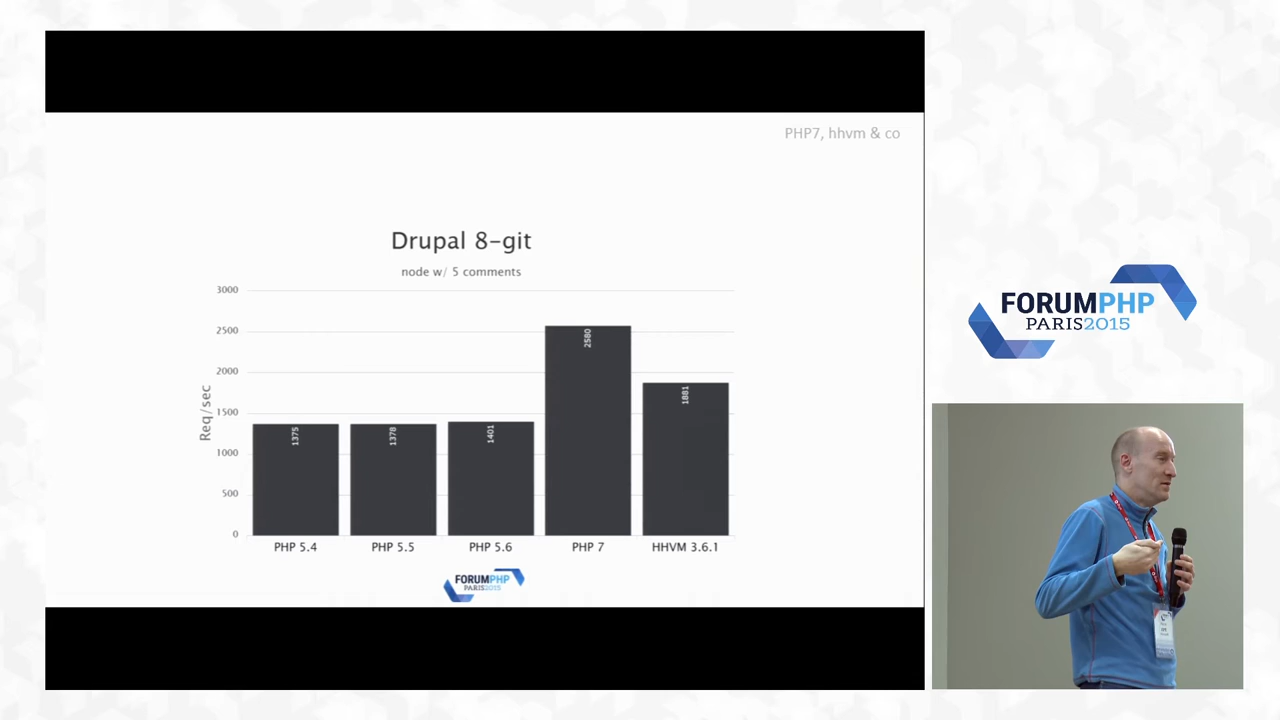 PHP7, hhvm & co
Drupal 8-git
node w/ 5 comments
Req/sec
3000
2500
2000
1500
1000
500
0
1375
1378
1401
2580
1881
PHP 5.4
PHP 5.5
PHP 5.6
PHP 7
HHVM 3.6.1
FORUMPHP
PARIS2015
FORUMPHP
PARIS2015